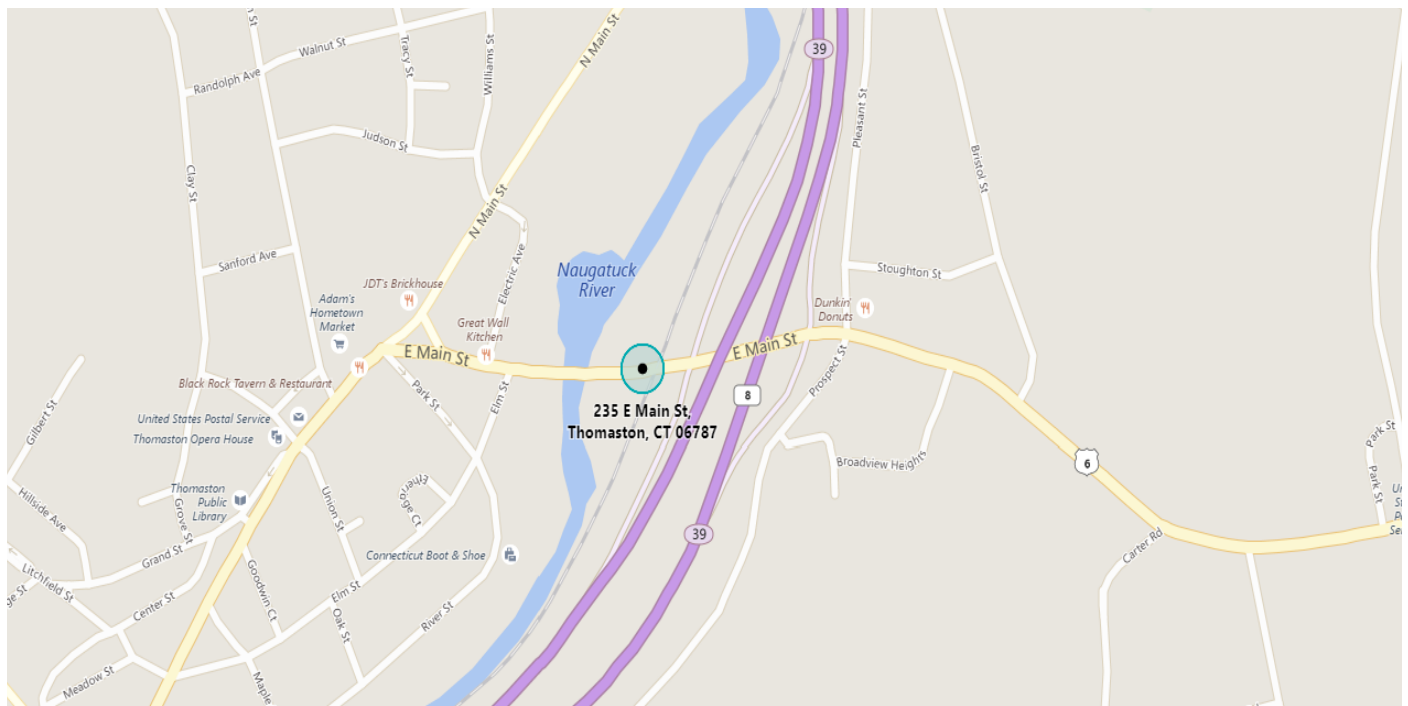 Walnut St
Tracy St
Williams St
N Main St
39
Randolph Ave
Judson St
Pleasant St
Bristol St
Clay St
N Main St
Sanford Ave
Electric Ave
Naugatuck
River
Stoughton St
JDT's Brickhouse
Adam's
Hometown
Market
Great Wall
Kitchen
Dunkin'
Donuts
E Main St
E Main St
Prospect St
Black Rock Tavern & Restaurant
Park St
Elm St
8
235 E Main St,
Thomaston, CT 06787
Gilbert St
United States Postal Service
Thomaston Opera House
Park St
Broadview Heights
6
Park St
Thomaston
Public
Library
Hillside Ave
Grove St
Union St
Etheridge Ct
39
Carter Rd
Connecticut Boot & Shoe
Grand St
Litchfield St
Goodwin Ct
Elm St
Center St
Oak St
River St
Meadow St
Maple